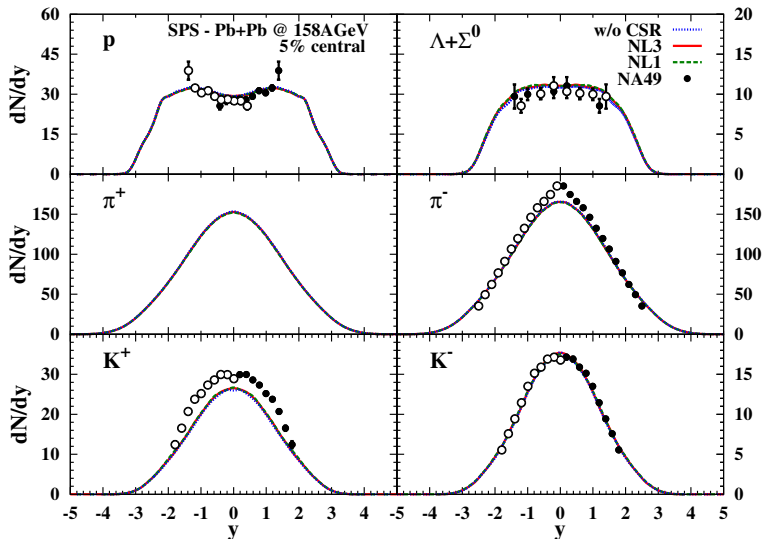 p
SPS - Pb+Pb @ 158AGeV
5% central
Λ+Σ⁰
w/o CSR
NL3
NL1
NA49
dN/dy
60
45
30
15
0
20
15
10
5
0
dN/dy
π⁺
π⁻
150
100
50
0
150
100
50
0
dN/dy
K⁺
K⁻
30
20
10
0
15
10
5
0
-5 -4 -3 -2 -1 0 1 2 3 4 -5 -4 -3 -2 -1 0 1 2 3 4 5
y y